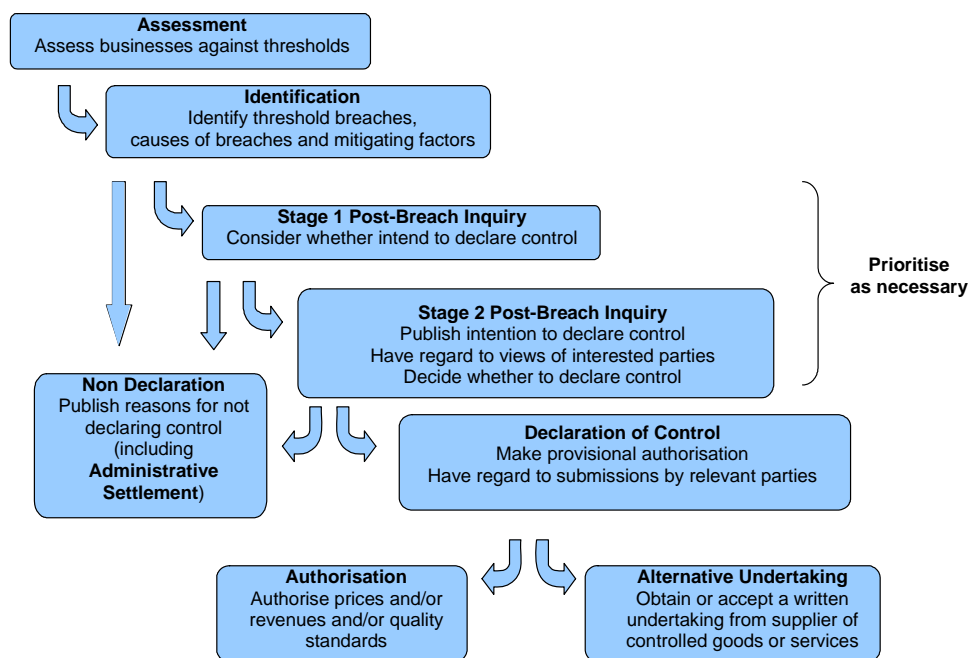 Assessment
Assess businesses against thresholds
Identification
Identify threshold breaches,
causes of breaches and mitigating factors
Stage 1 Post-Breach Inquiry
Consider whether intend to declare control
Prioritise
as necessary
Stage 2 Post-Breach Inquiry
Publish intention to declare control
Have regard to views of interested parties
Decide whether to declare control
Non Declaration
Publish reasons for not
declaring control
(including
Administrative
Settlement)
Declaration of Control
Make provisional authorisation
Have regard to submissions by relevant parties
Authorisation
Authorise prices and/or
revenues and/or quality
standards
Alternative Undertaking
Obtain or accept a written
undertaking from supplier of
controlled goods or services